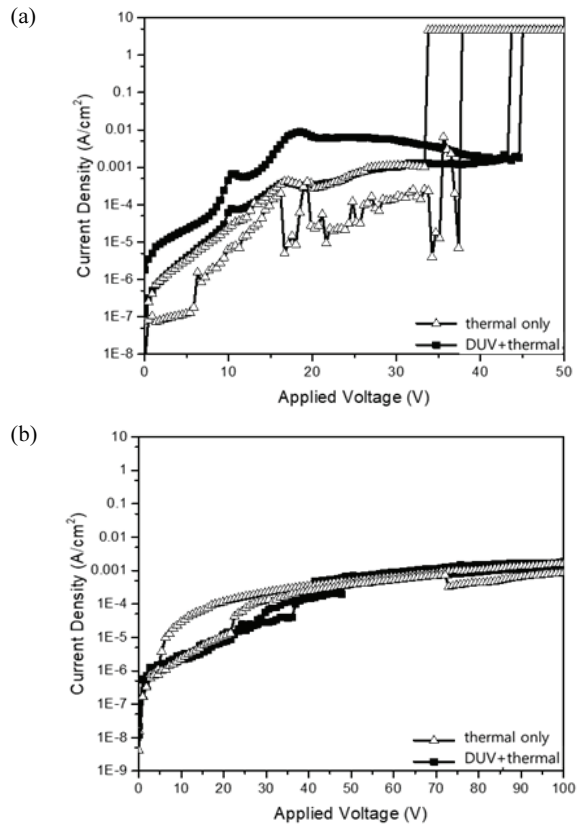 (a)
10
1
0.1
0.01
0.001
1E-4
1E-5
1E-6
1E-7
1E-8
Current Density (A/cm²)
thermal only
DUV+thermal
0 10 20 30 40 50
Applied Voltage (V)
(b)
10
1
0.1
0.01
0.001
1E-4
1E-5
1E-6
1E-7
1E-8
1E-9
Current Density (A/cm²)
thermal only
DUV+thermal
0 10 20 30 40 50 60 70 80 90 100
Applied Voltage (V)